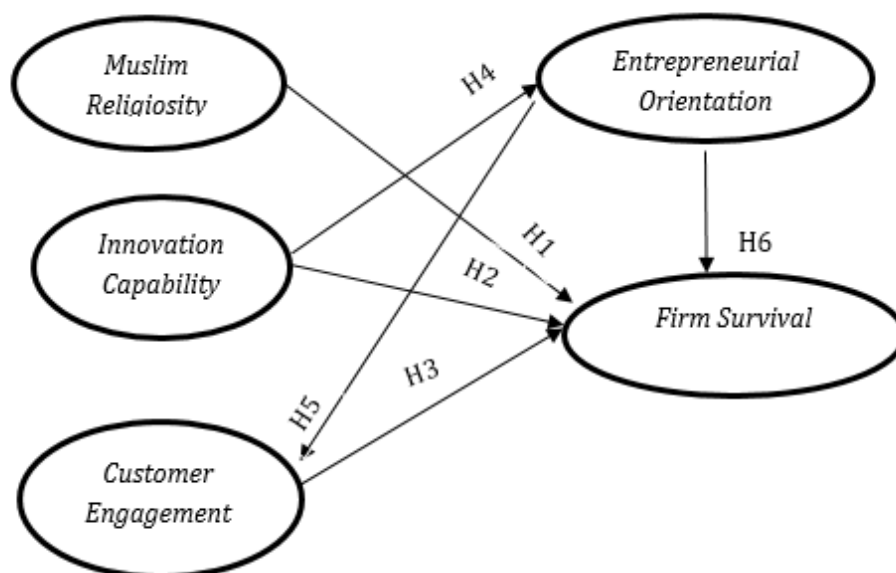 Muslim
Religiosity
Entrepreneurial
Orientation
H4
Innovation
Capability
H1
H2
H6
Firm Survival
H3
H5
Customer
Engagement